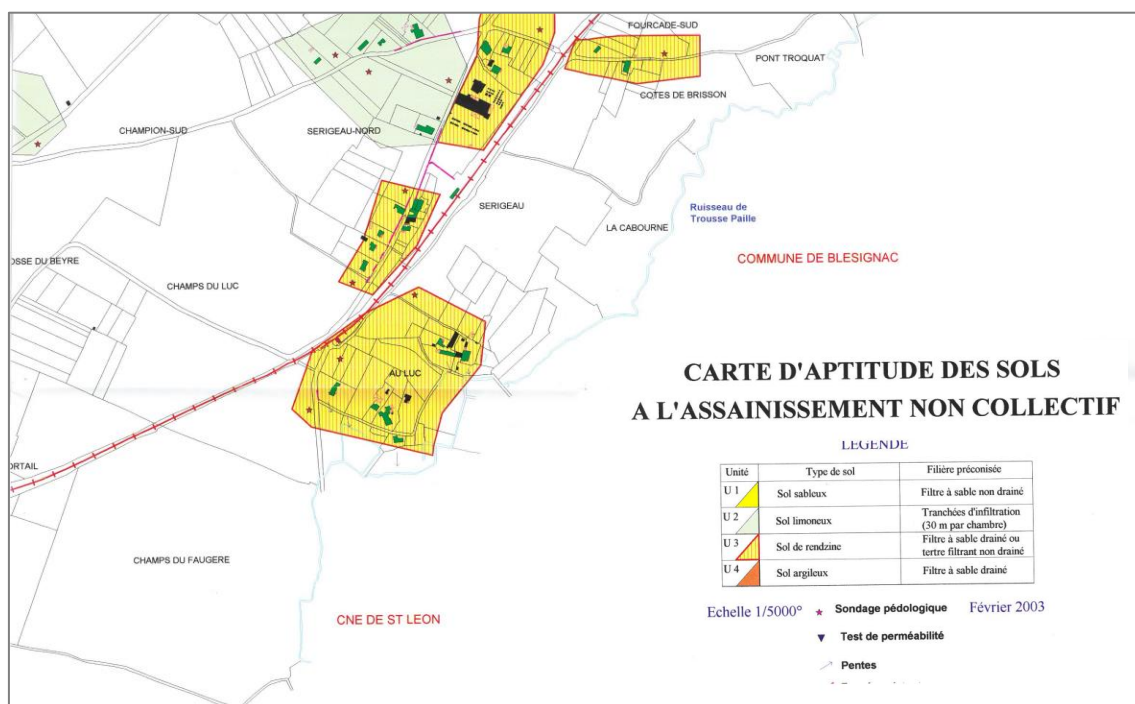 FOURCADE-SUD
PONT TROQUAT
COTES DE BRISSON
CHAMPION-SUD
SERIGEAU-NORD
SERIGEAU
Ruisseau de
Trousse Paille
LA CABOURNE
COMMUNE DE BLESIGNAC
OSSE DU BEYRE
CHAMPS DU LUC
AU LUC
ORTAIL
CHAMPS DU FAUGERE
CNE DE ST LEON
CARTE D'APTITUDE DES SOLS
A L'ASSAINISSEMENT NON COLLECTIF
LEGENDE
Unité Type de sol Filière préconisée
U 1 Sol sableux Filtre à sable non drainé
U 2 Sol limoneux Tranchées d'infiltration
(30 m par chambre)
U 3 Sol de rendzine Filtre à sable drainé ou
tertre filtrant non drainé
U 4 Sol argileux Filtre à sable drainé
Echelle 1/5000° Sondage pédologique Février 2003
Test de perméabilité
Pentes